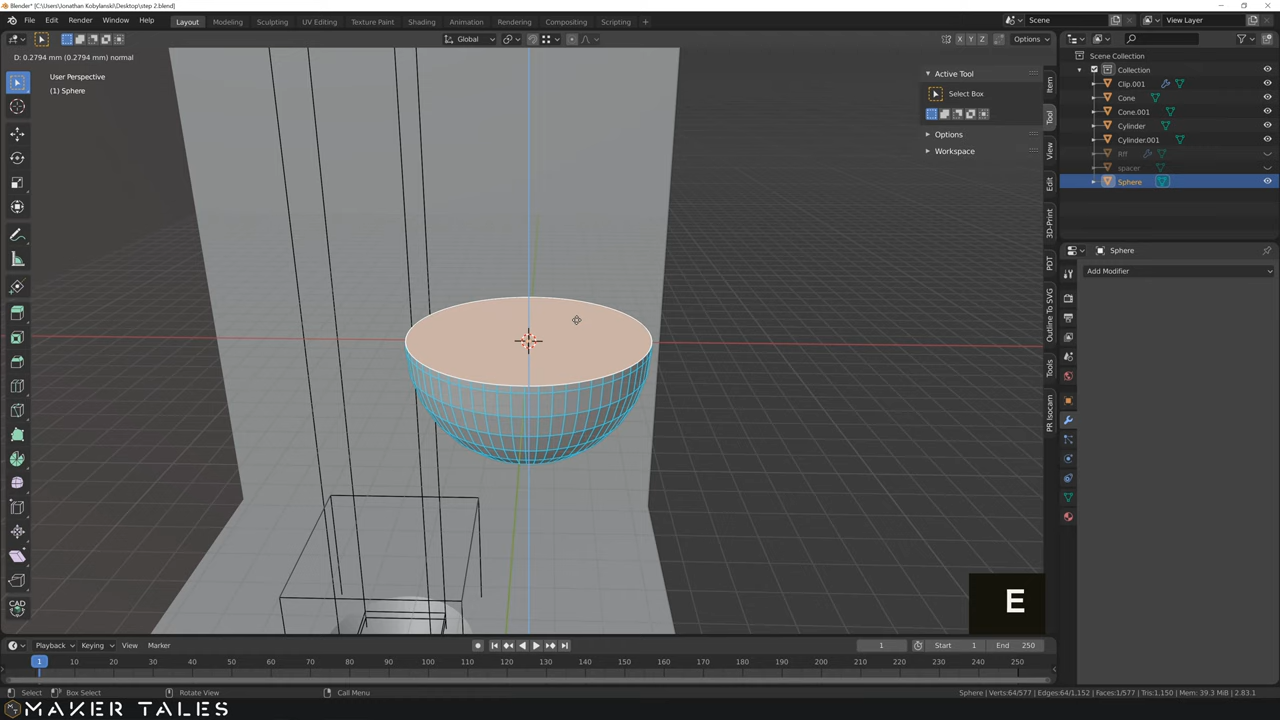 Blender* [C:\Users\Jonathan Kobylanski\Desktop\step 2.blend]
File Edit Render Window Help Layout Modeling Sculpting UV Editing Texture Paint Shading Animation Rendering Compositing Scripting + Scene View Layer
Global X Y Z Options
D: 0.2794 mm (0.2794 mm) normal
User Perspective
(1) Sphere
Active Tool
Select Box
Options
Workspace
Item
Tool
View
Edit
3D-Print
PDT
Outline To SVG
Tools
PR Isocam
Scene Collection
Collection
Clip.001
Cone
Cone.001
Cylinder
Cylinder.001
spacer
Sphere
Sphere
Add Modifier
CAD
E
Playback Keying View Marker 1 Start 1 End 250
1 10 20 30 40 50 60 70 80 90 100 110 120 130 140 150 160 170 180 190 200 210 220 230 240 250
Select Box Select Rotate View Call Menu Sphere | Verts:64/577 | Edges:64/1,152 | Faces:1/577 | Tris:1,150 | Mem: 39.3 MiB | 2.83.1
MAKER TALES